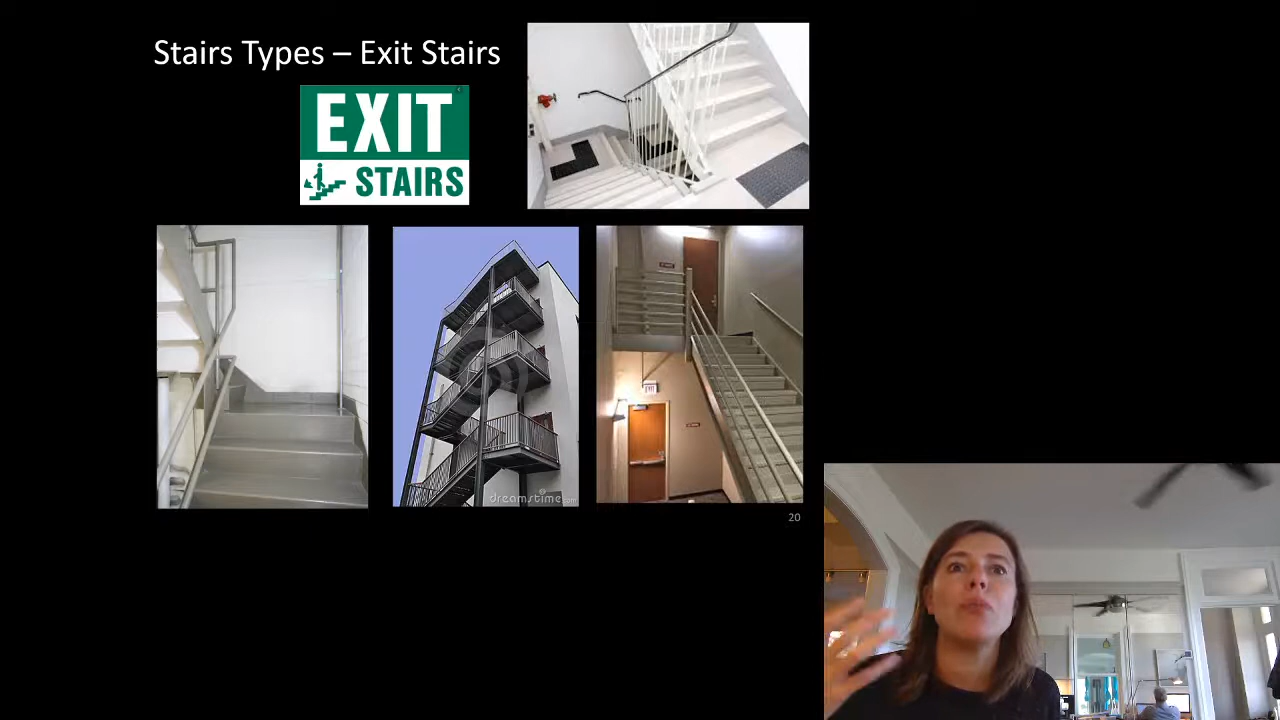 Stairs Types – Exit Stairs
EXIT
STAIRS
dreamstime.com
20